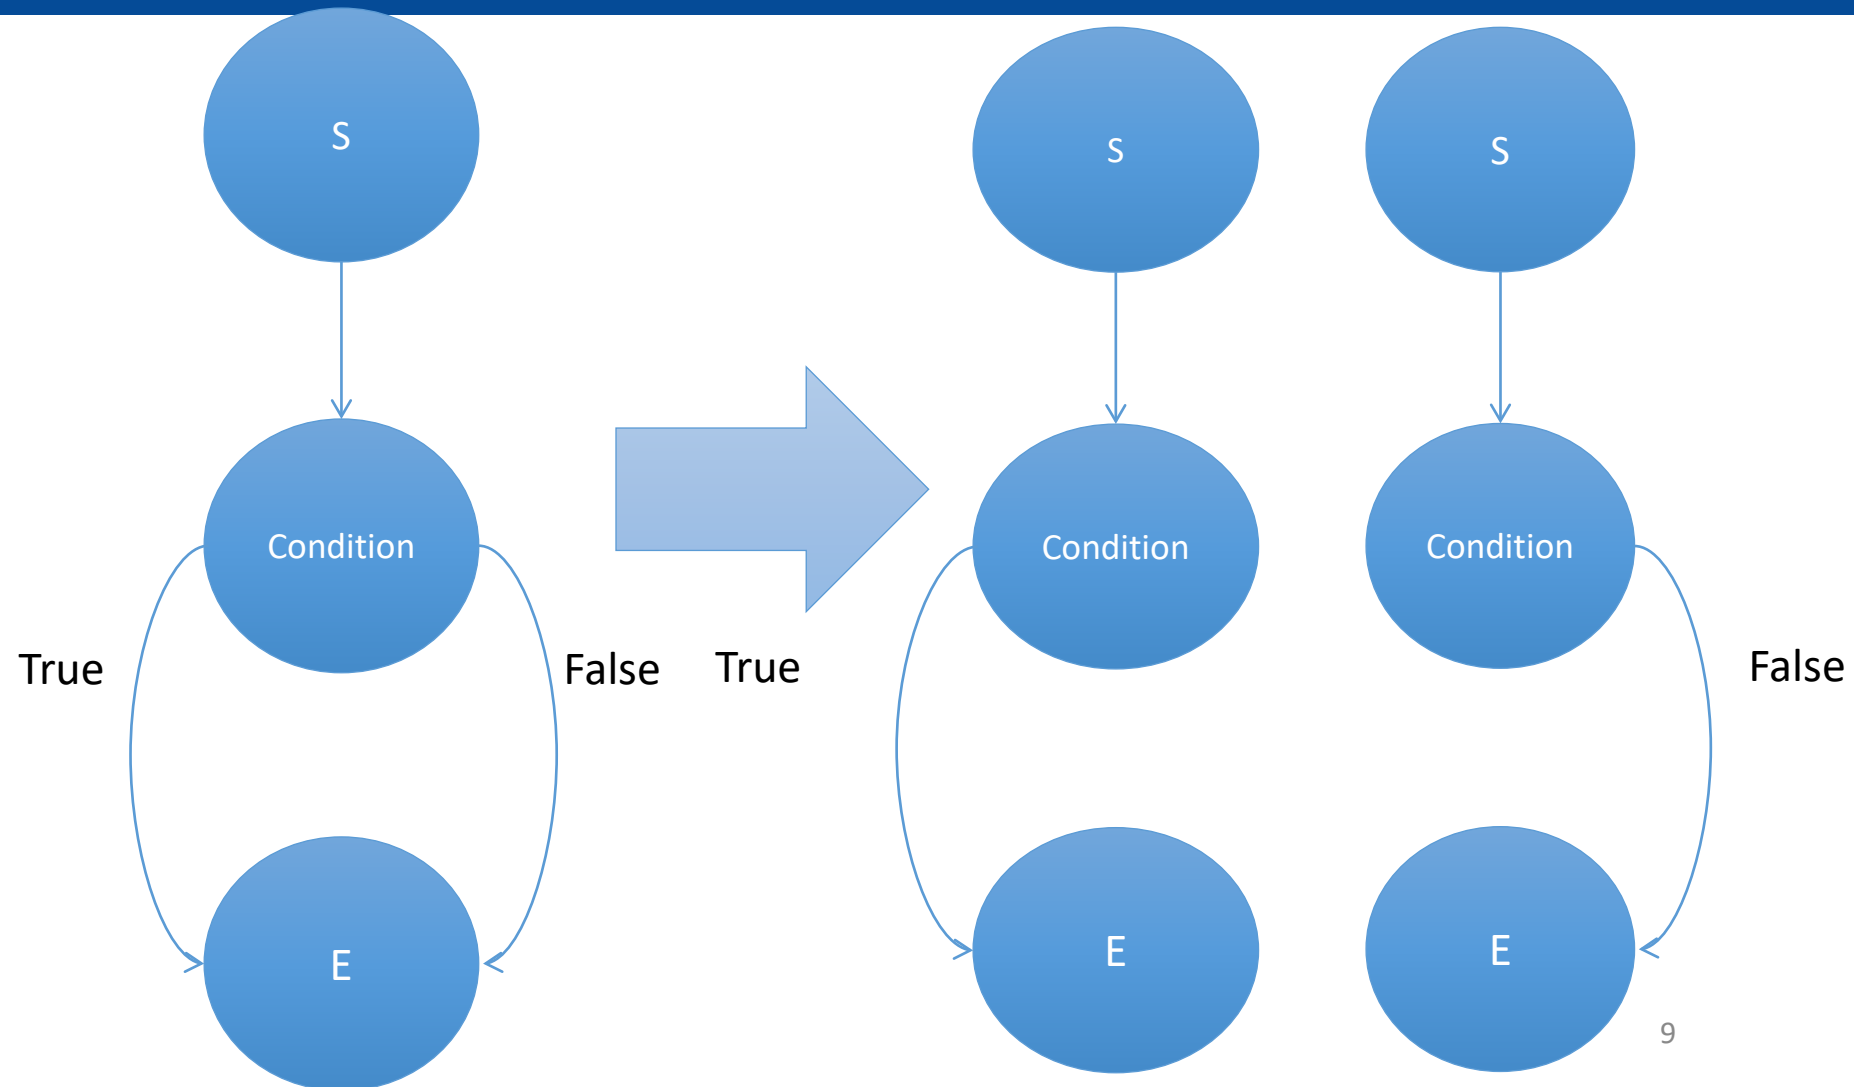 S
S
S
Condition
Condition
Condition
True
False
True
False
E
E
E
9